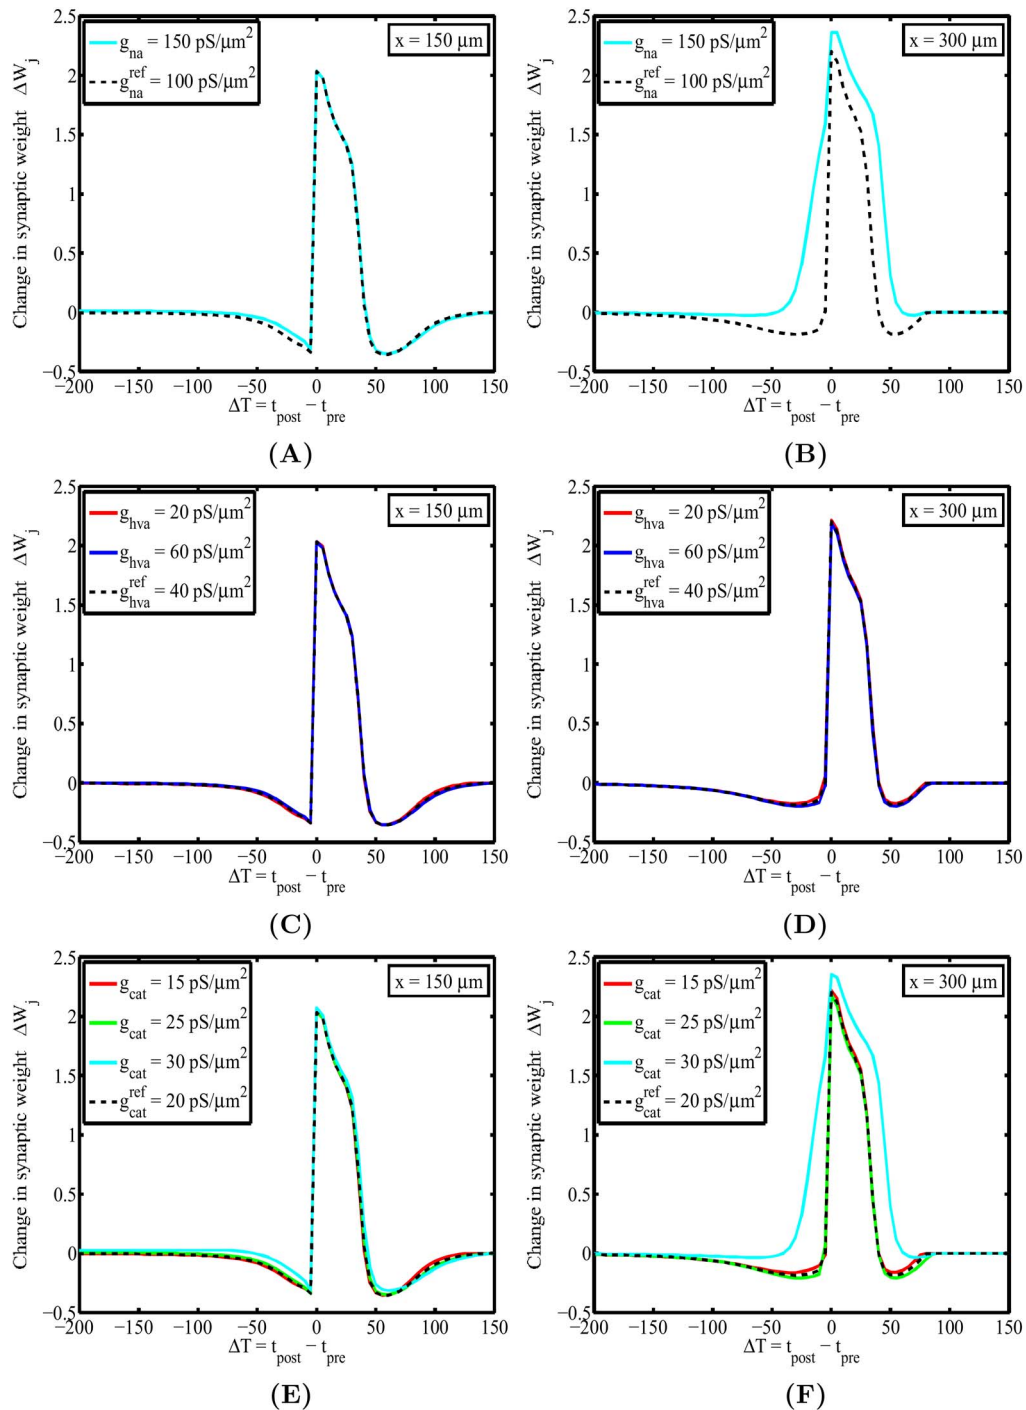 2.5
2
1.5
1
0.5
0
−0.5
Change in synaptic weight ΔWj
g_na = 150 pS/μm²
g_na^ref = 100 pS/μm²
x = 150 μm
−200 −150 −100 −50 0 50 100 150
ΔT = t_post − t_pre
(A)
2.5
2
1.5
1
0.5
0
−0.5
Change in synaptic weight ΔWj
g_na = 150 pS/μm²
g_na^ref = 100 pS/μm²
x = 300 μm
−200 −150 −100 −50 0 50 100 150
ΔT = t_post − t_pre
(B)
2.5
2
1.5
1
0.5
0
−0.5
Change in synaptic weight ΔWj
g_hva = 20 pS/μm²
g_hva = 60 pS/μm²
g_hva^ref = 40 pS/μm²
x = 150 μm
−200 −150 −100 −50 0 50 100 150
ΔT = t_post − t_pre
(C)
2.5
2
1.5
1
0.5
0
−0.5
Change in synaptic weight ΔWj
g_hva = 20 pS/μm²
g_hva = 60 pS/μm²
g_hva^ref = 40 pS/μm²
x = 300 μm
−200 −150 −100 −50 0 50 100 150
ΔT = t_post − t_pre
(D)
2.5
2
1.5
1
0.5
0
−0.5
Change in synaptic weight ΔWj
g_cat = 15 pS/μm²
g_cat = 25 pS/μm²
g_cat = 30 pS/μm²
g_cat^ref = 20 pS/μm²
x = 150 μm
−200 −150 −100 −50 0 50 100 150
ΔT = t_post − t_pre
(E)
2.5
2
1.5
1
0.5
0
−0.5
Change in synaptic weight ΔWj
g_cat = 15 pS/μm²
g_cat = 25 pS/μm²
g_cat = 30 pS/μm²
g_cat^ref = 20 pS/μm²
x = 300 μm
−200 −150 −100 −50 0 50 100 150
ΔT = t_post − t_pre
(F)